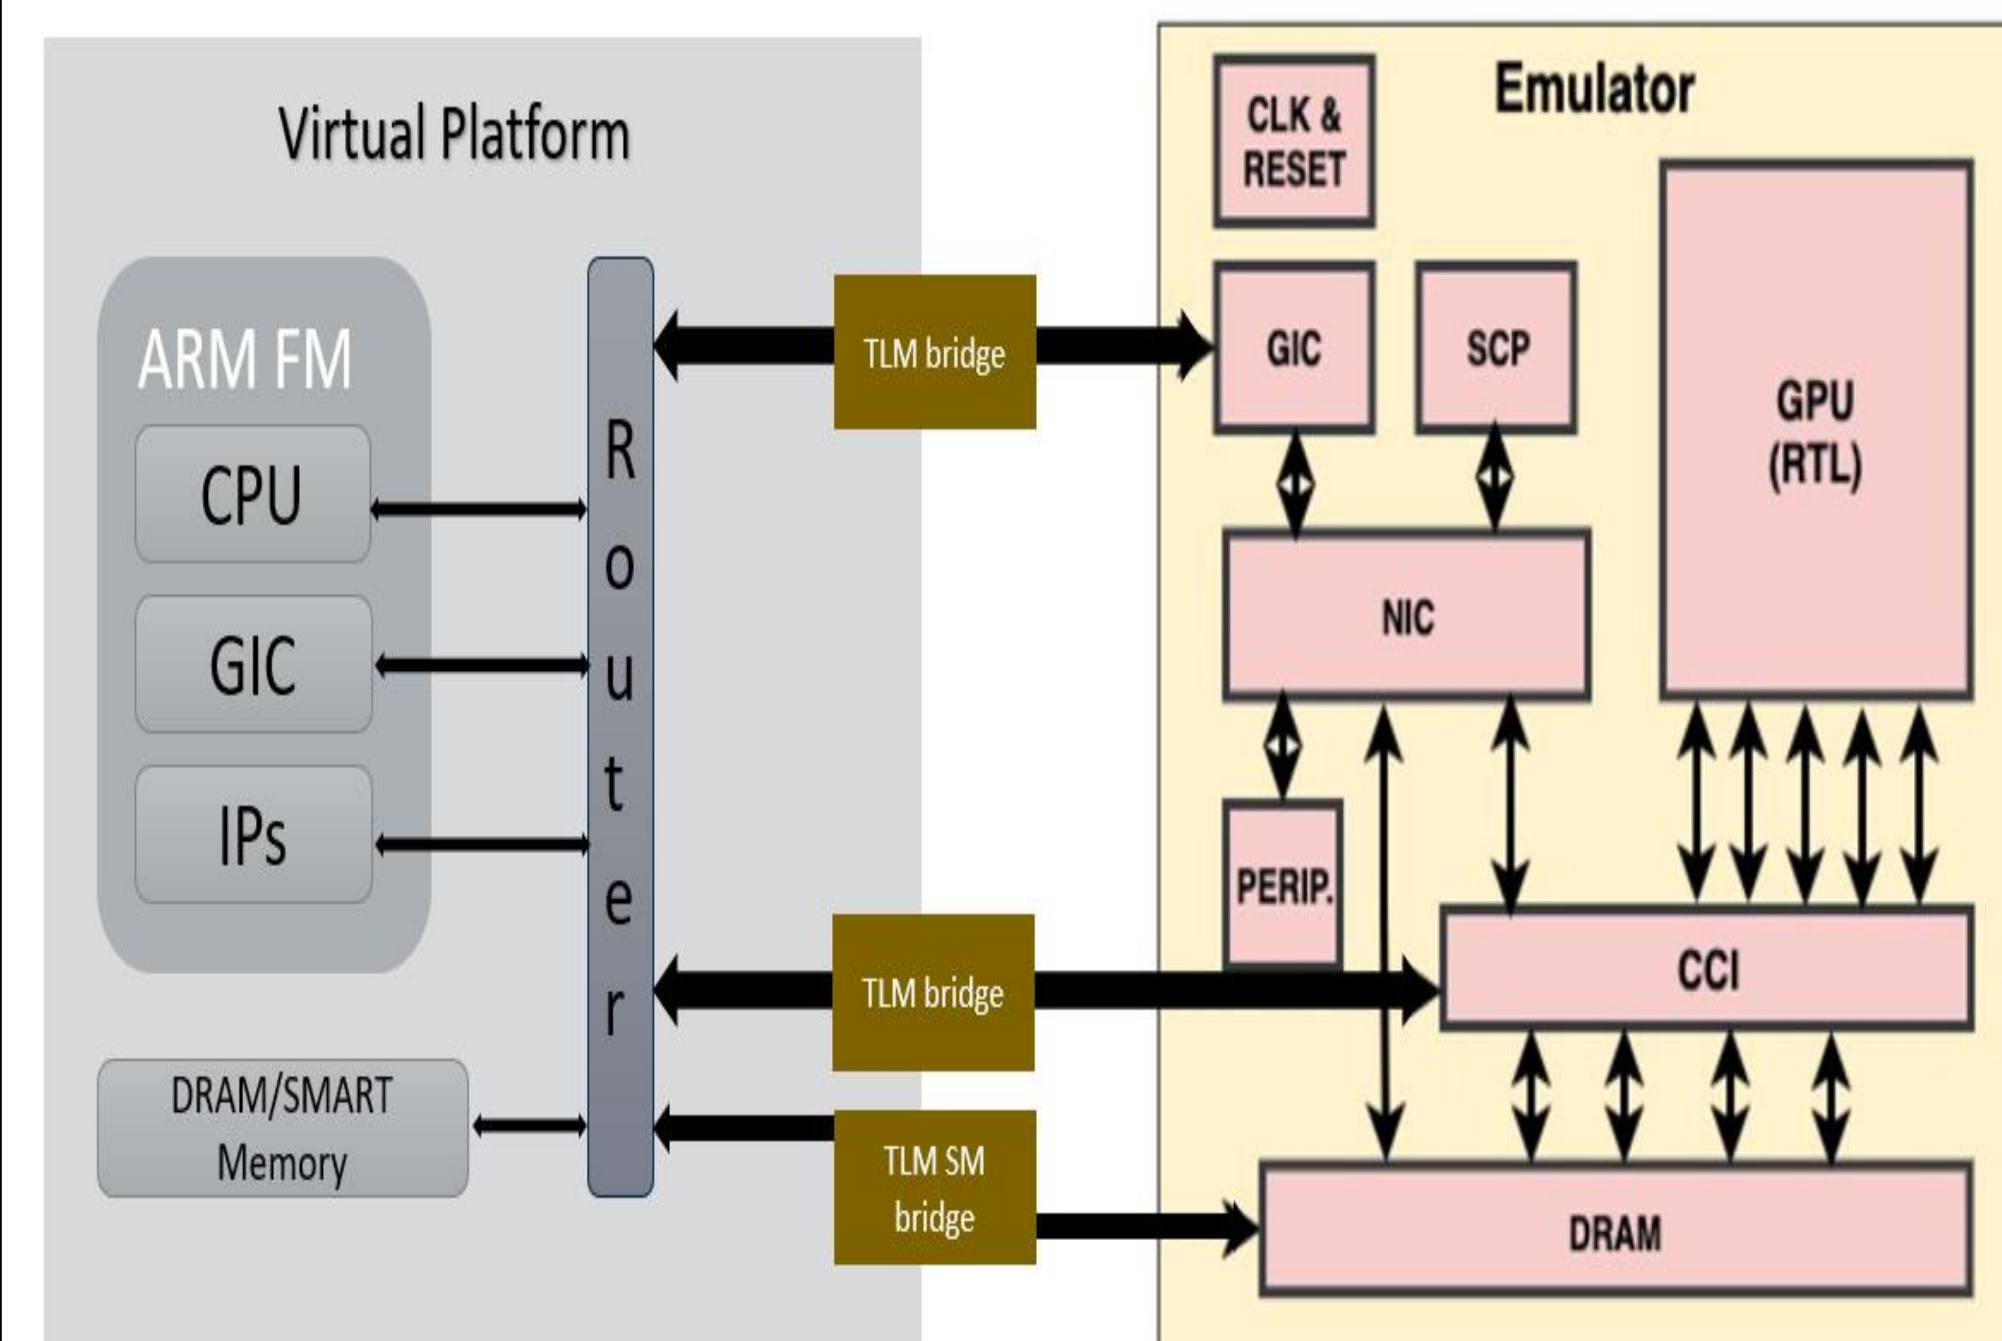 Virtual Platform
ARM FM
CPU
GIC
IPs
DRAM/SMART
Memory
Router
TLM bridge
TLM bridge
TLM SM
bridge
Emulator
CLK &
RESET
GIC
SCP
GPU
(RTL)
NIC
PERIP.
CCI
DRAM